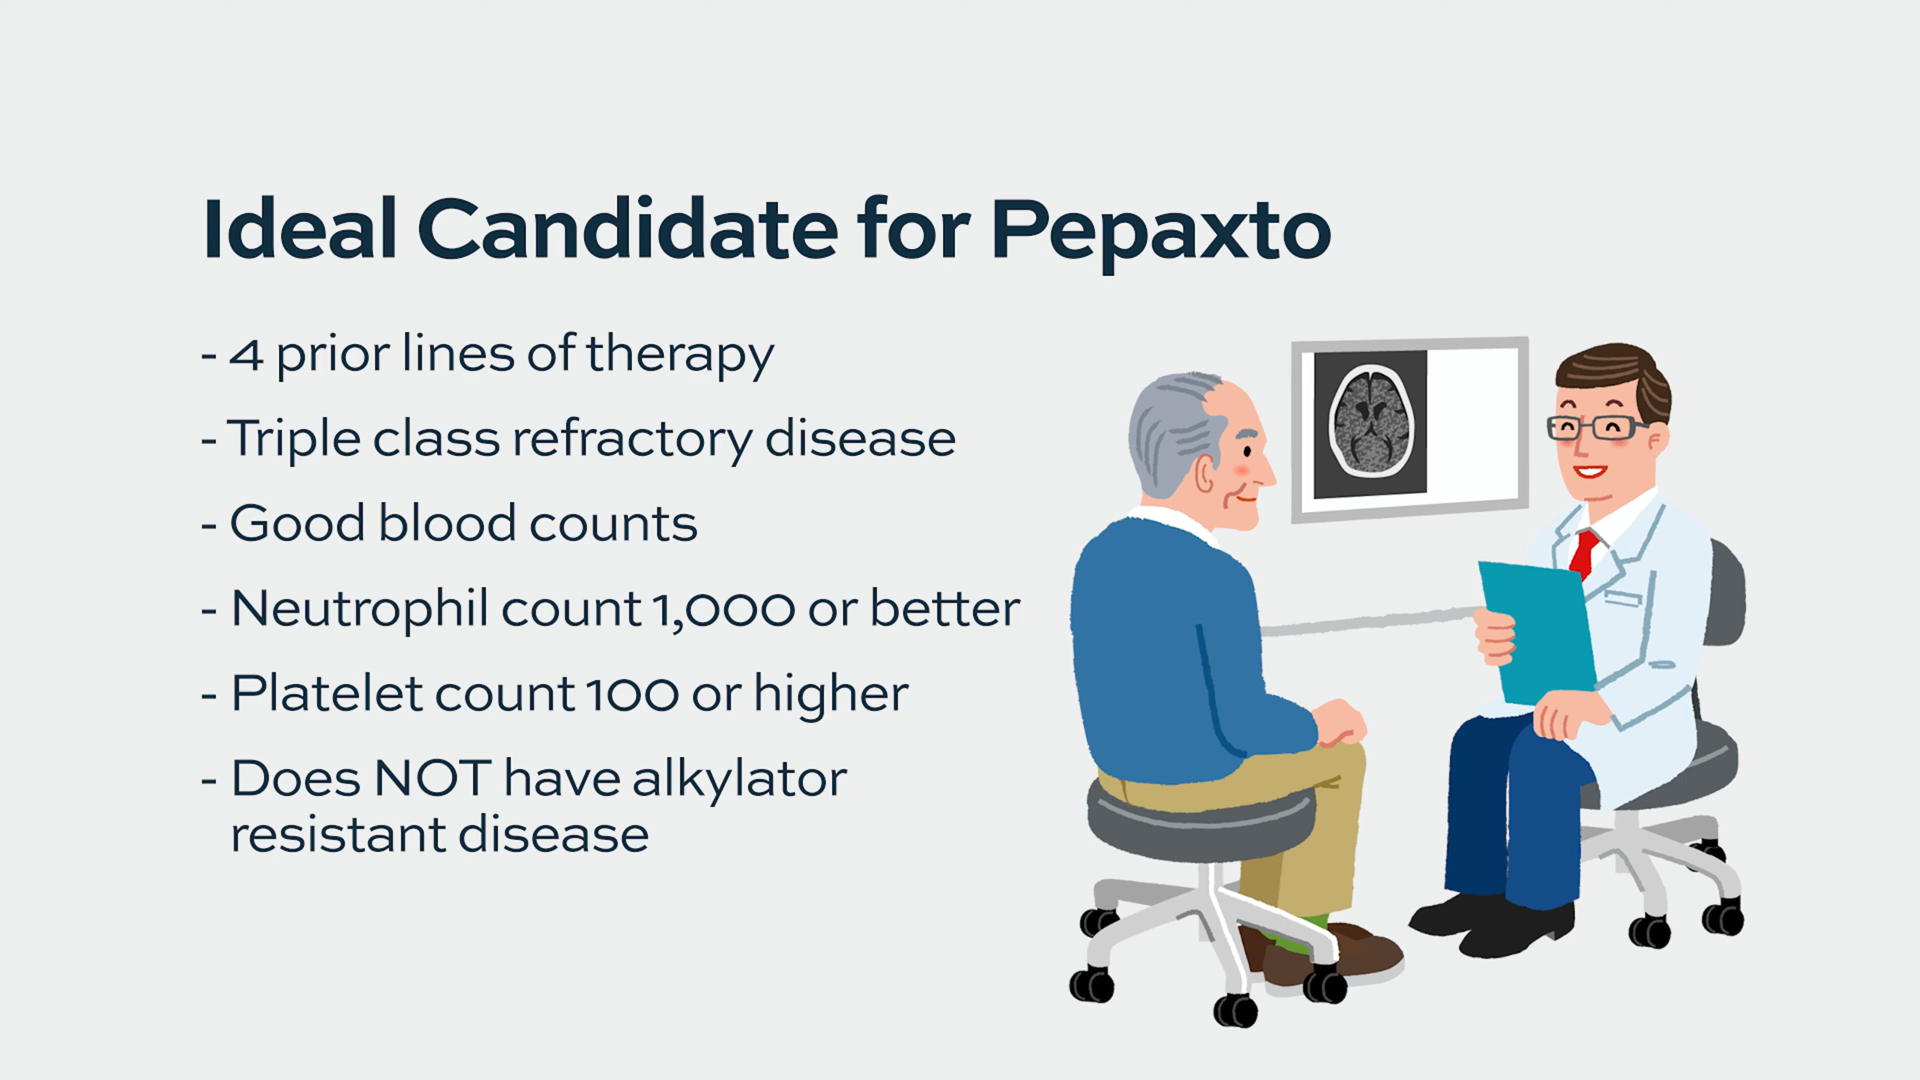 Ideal Candidate for Pepaxto
- 4 prior lines of therapy
- Triple class refractory disease
- Good blood counts
- Neutrophil count 1,000 or better
- Platelet count 100 or higher
- Does NOT have alkylator
resistant disease